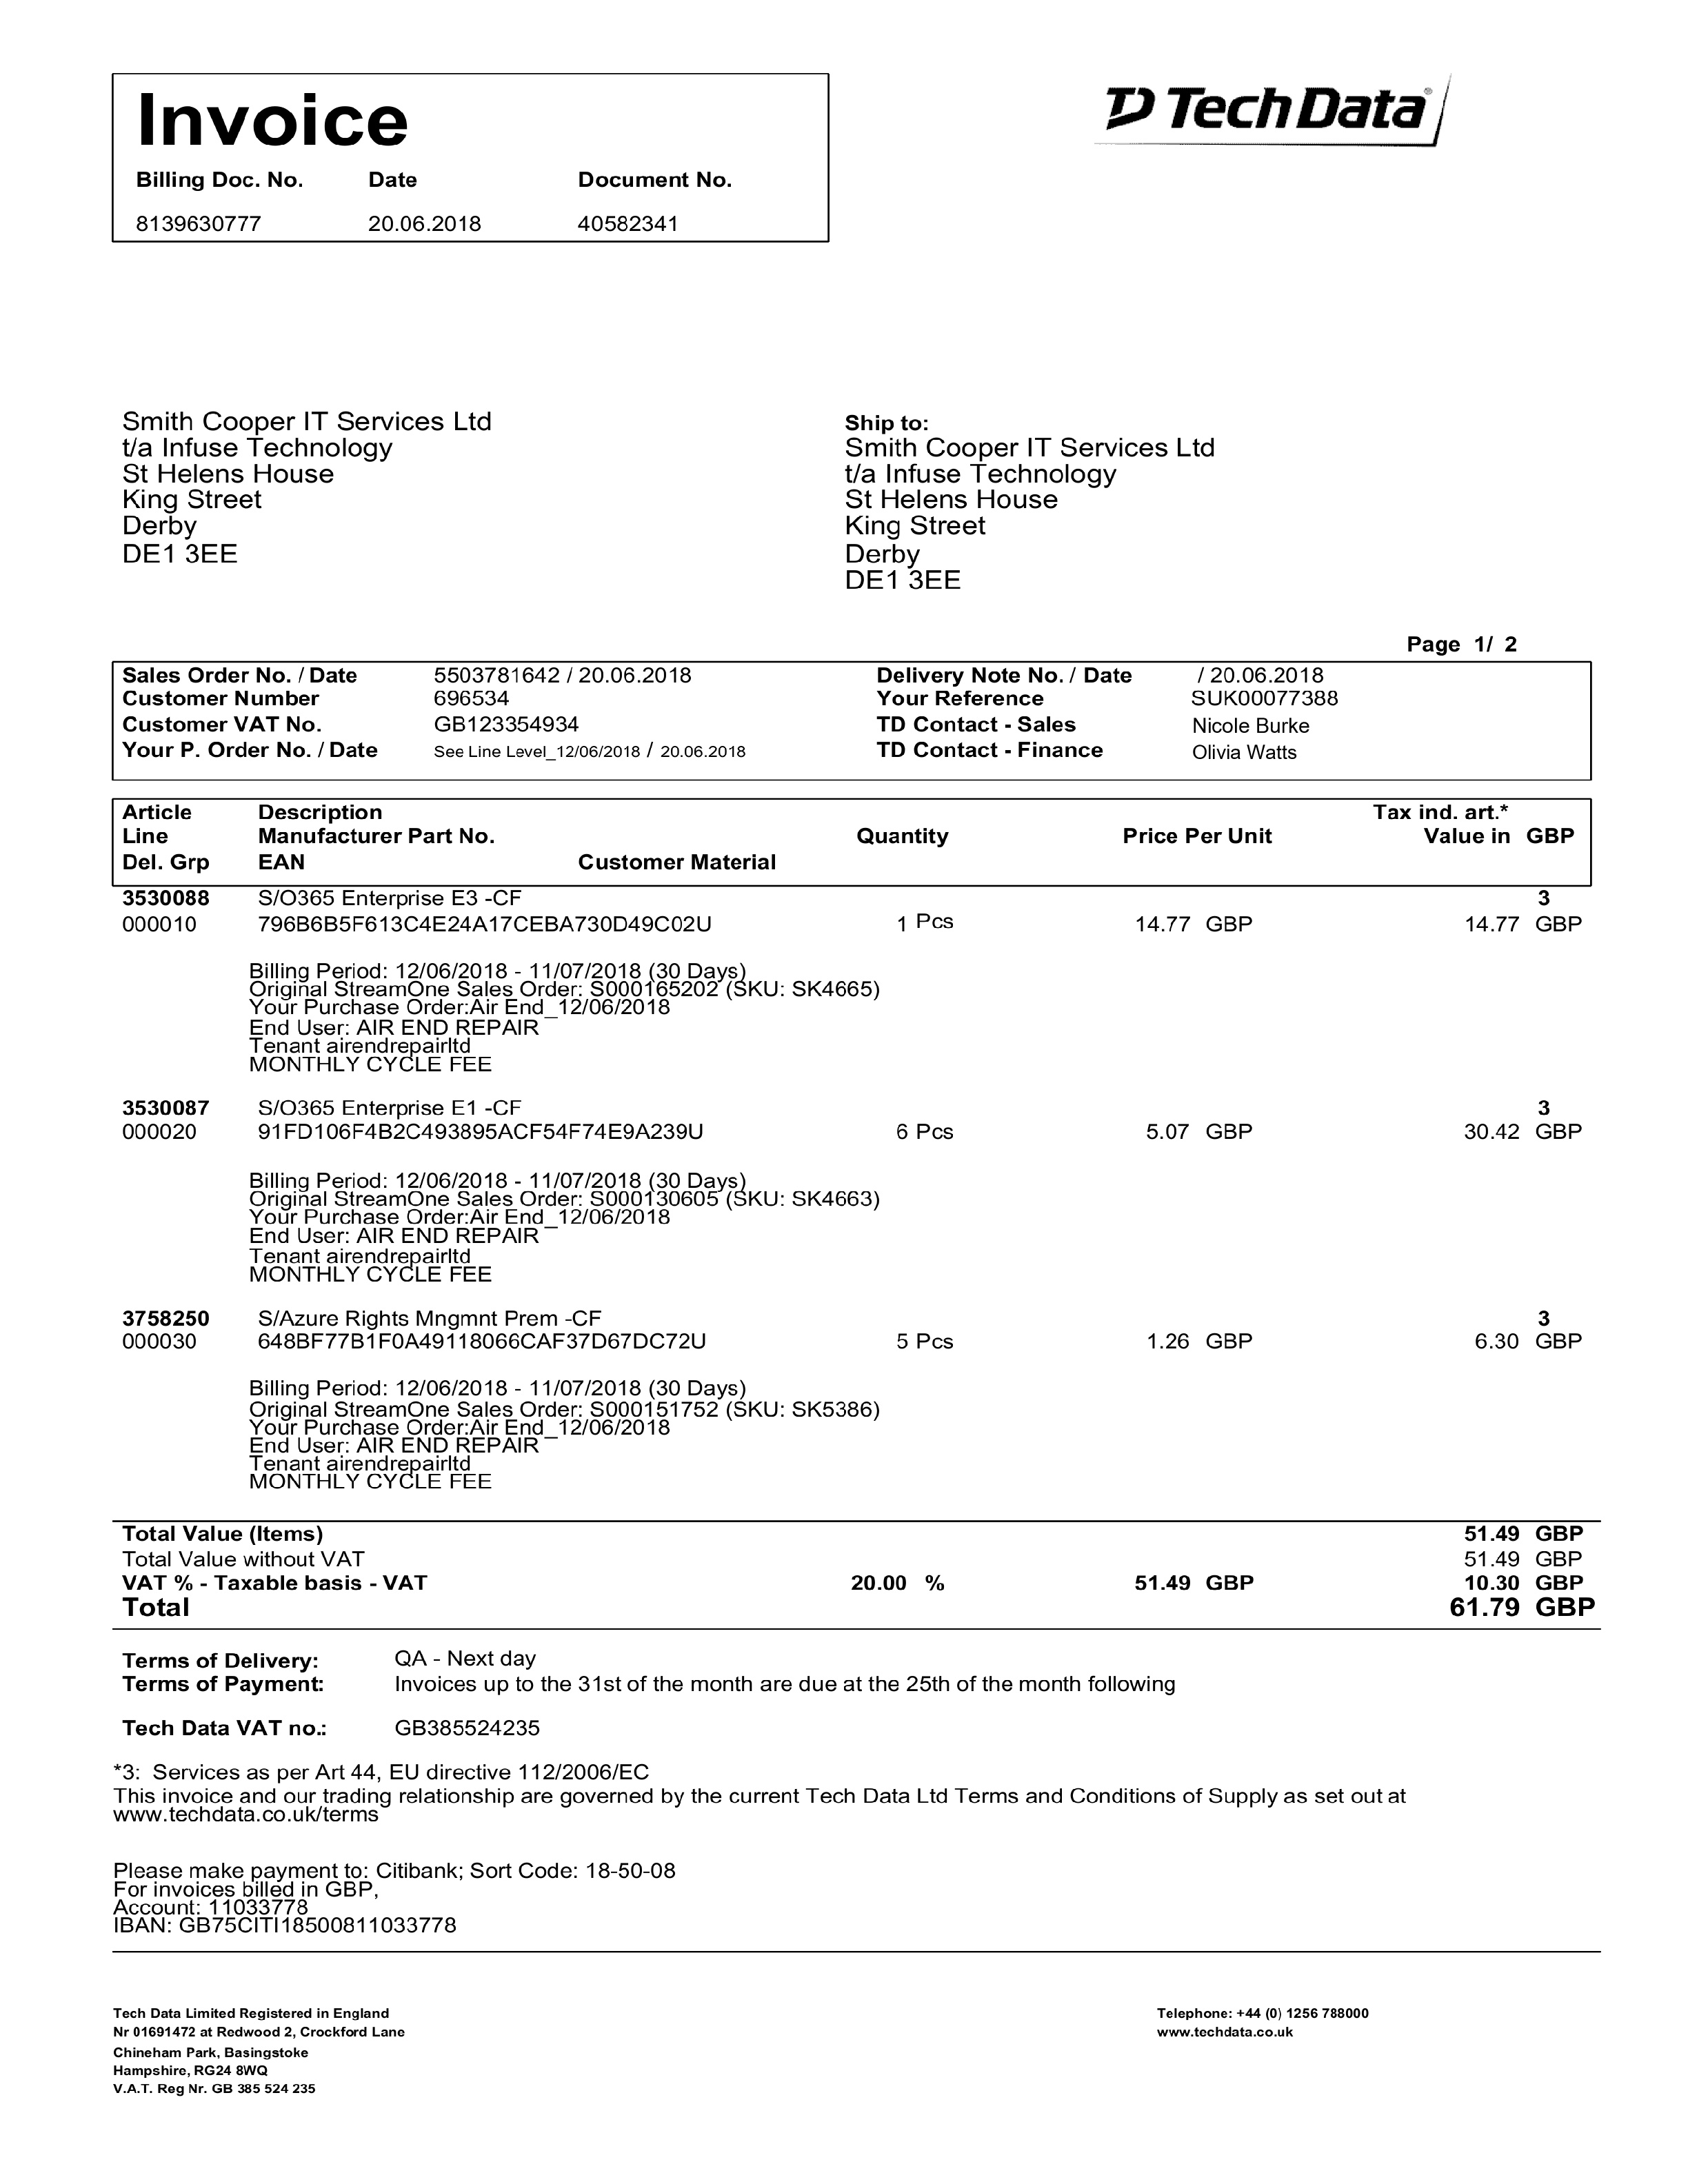 Invoice
Billing Doc. No. Date Document No.
8139630777 20.06.2018 40582341
TechData®
Smith Cooper IT Services Ltd
t/a Infuse Technology
St Helens House
King Street
Derby
DE1 3EE
Ship to:
Smith Cooper IT Services Ltd
t/a Infuse Technology
St Helens House
King Street
Derby
DE1 3EE
Page 1/ 2
Sales Order No. / Date 5503781642 / 20.06.2018 Delivery Note No. / Date / 20.06.2018
Customer Number 696534 Your Reference SUK00077388
Customer VAT No. GB123354934 TD Contact - Sales Nicole Burke
Your P. Order No. / Date See Line Level_12/06/2018 / 20.06.2018 TD Contact - Finance Olivia Watts
Article Description Tax ind. art.*
Line Manufacturer Part No. Quantity Price Per Unit Value in GBP
Del. Grp EAN Customer Material
3530088 S/O365 Enterprise E3 -CF 3
000010 796B6B5F613C4E24A17CEBA730D49C02U 1 Pcs 14.77 GBP 14.77 GBP
Billing Period: 12/06/2018 - 11/07/2018 (30 Days)
Original StreamOne Sales Order: S000165202 (SKU: SK4665)
Your Purchase Order:Air End_12/06/2018
End User: AIR END REPAIR
Tenant airendrepairltd
MONTHLY CYCLE FEE
3530087 S/O365 Enterprise E1 -CF 3
000020 91FD106F4B2C493895ACF54F74E9A239U 6 Pcs 5.07 GBP 30.42 GBP
Billing Period: 12/06/2018 - 11/07/2018 (30 Days)
Original StreamOne Sales Order: S000130605 (SKU: SK4663)
Your Purchase Order:Air End_12/06/2018
End User: AIR END REPAIR
Tenant airendrepairltd
MONTHLY CYCLE FEE
3758250 S/Azure Rights Mngmnt Prem -CF 3
000030 648BF77B1F0A49118066CAF37D67DC72U 5 Pcs 1.26 GBP 6.30 GBP
Billing Period: 12/06/2018 - 11/07/2018 (30 Days)
Original StreamOne Sales Order: S000151752 (SKU: SK5386)
Your Purchase Order:Air End_12/06/2018
End User: AIR END REPAIR
Tenant airendrepairltd
MONTHLY CYCLE FEE
Total Value (Items) 51.49 GBP
Total Value without VAT 51.49 GBP
VAT % - Taxable basis - VAT 20.00 % 51.49 GBP 10.30 GBP
Total 61.79 GBP
Terms of Delivery: QA - Next day
Terms of Payment: Invoices up to the 31st of the month are due at the 25th of the month following
Tech Data VAT no.: GB385524235
*3: Services as per Art 44, EU directive 112/2006/EC
This invoice and our trading relationship are governed by the current Tech Data Ltd Terms and Conditions of Supply as set out at
www.techdata.co.uk/terms
Please make payment to: Citibank; Sort Code: 18-50-08
For invoices billed in GBP,
Account: 11033778
IBAN: GB75CITI18500811033778
Tech Data Limited Registered in England
Nr 01691472 at Redwood 2, Crockford Lane
Chineham Park, Basingstoke
Hampshire, RG24 8WQ
V.A.T. Reg Nr. GB 385 524 235
Telephone: +44 (0) 1256 788000
www.techdata.co.uk